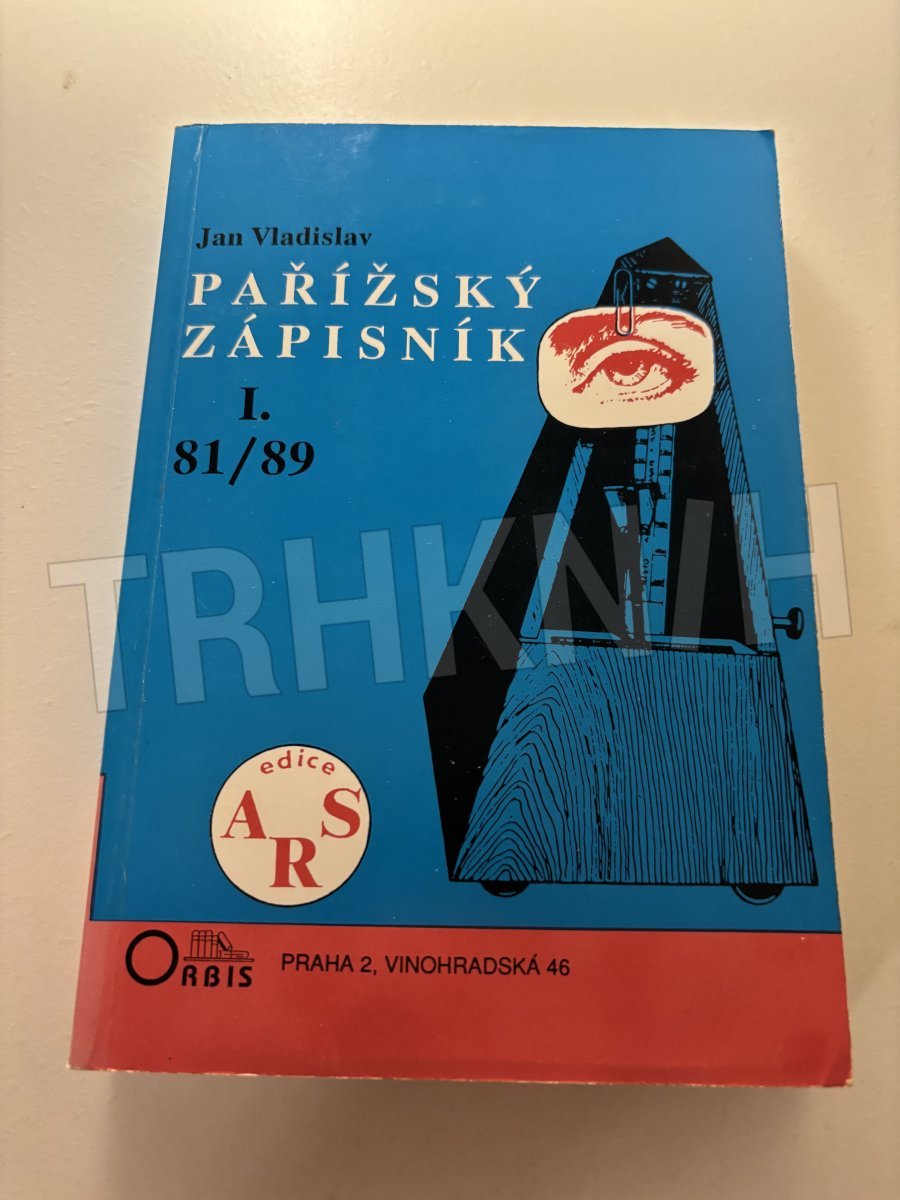 Jan Vladislav
PAŘÍŽSKÝ
ZÁPISNÍK
I.
81/89
TRHKNIH
edice
ARS
ORBIS
PRAHA 2, VINOHRADSKÁ 46